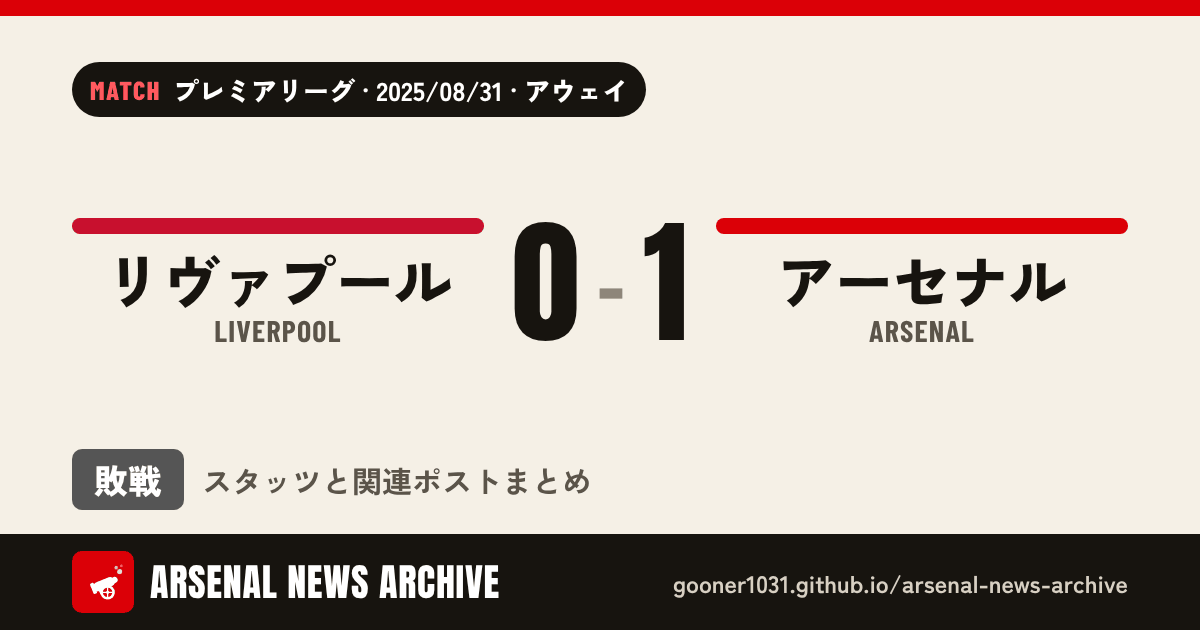 MATCH プレミアリーグ · 2025/08/31 · アウェイ
リヴァプール 0 - 1 アーセナル
LIVERPOOL ARSENAL
敗戦 スタッツと関連ポストまとめ
ARSENAL NEWS ARCHIVE gooner1031.github.io/arsenal-news-archive